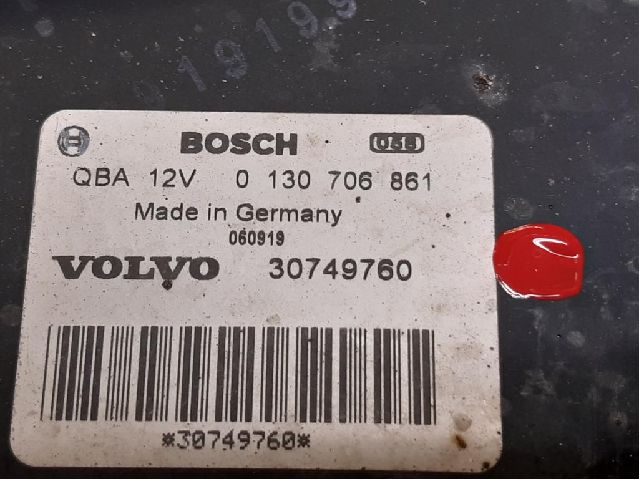 BOSCH
QBA 12V 0 130 706 861
Made in Germany
060919
VOLVO 30749760
*30749760*